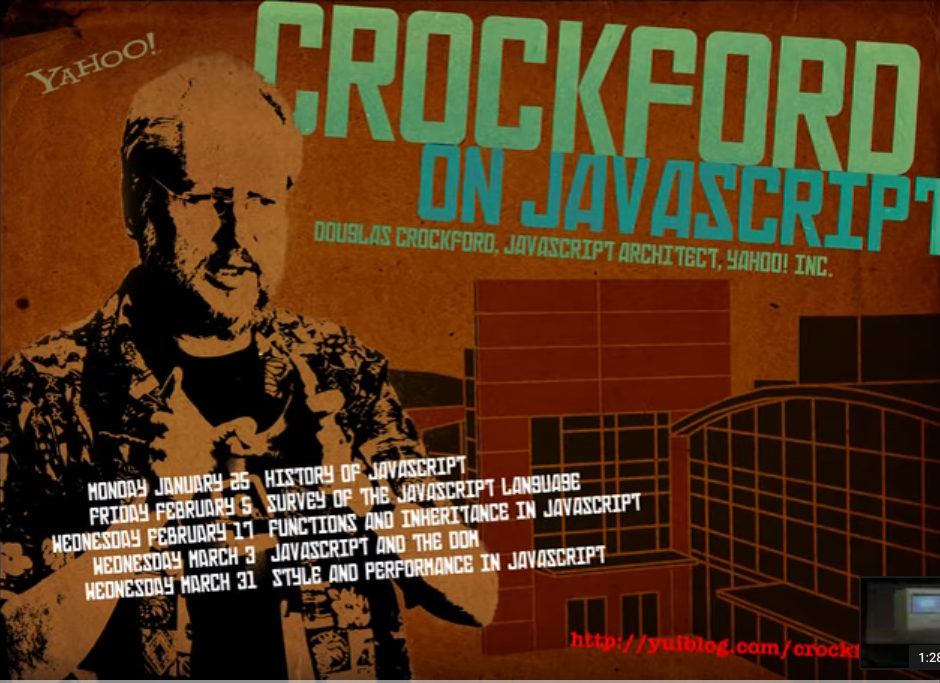 YAHOO!
CROCKFORD
ON JAVASCRIPT
DOUGLAS CROCKFORD, JAVASCRIPT ARCHITECT, YAHOO! INC.
MONDAY JANUARY 25 HISTORY OF JAVASCRIPT
FRIDAY FEBRUARY 5 SURVEY OF THE JAVASCRIPT LANGUAGE
WEDNESDAY FEBRUARY 17 FUNCTIONS AND INHERITANCE IN JAVASCRIPT
WEDNESDAY MARCH 3 JAVASCRIPT AND THE DOM
WEDNESDAY MARCH 31 STYLE AND PERFORMANCE IN JAVASCRIPT
http://yuiblog.com/crockf
1:28